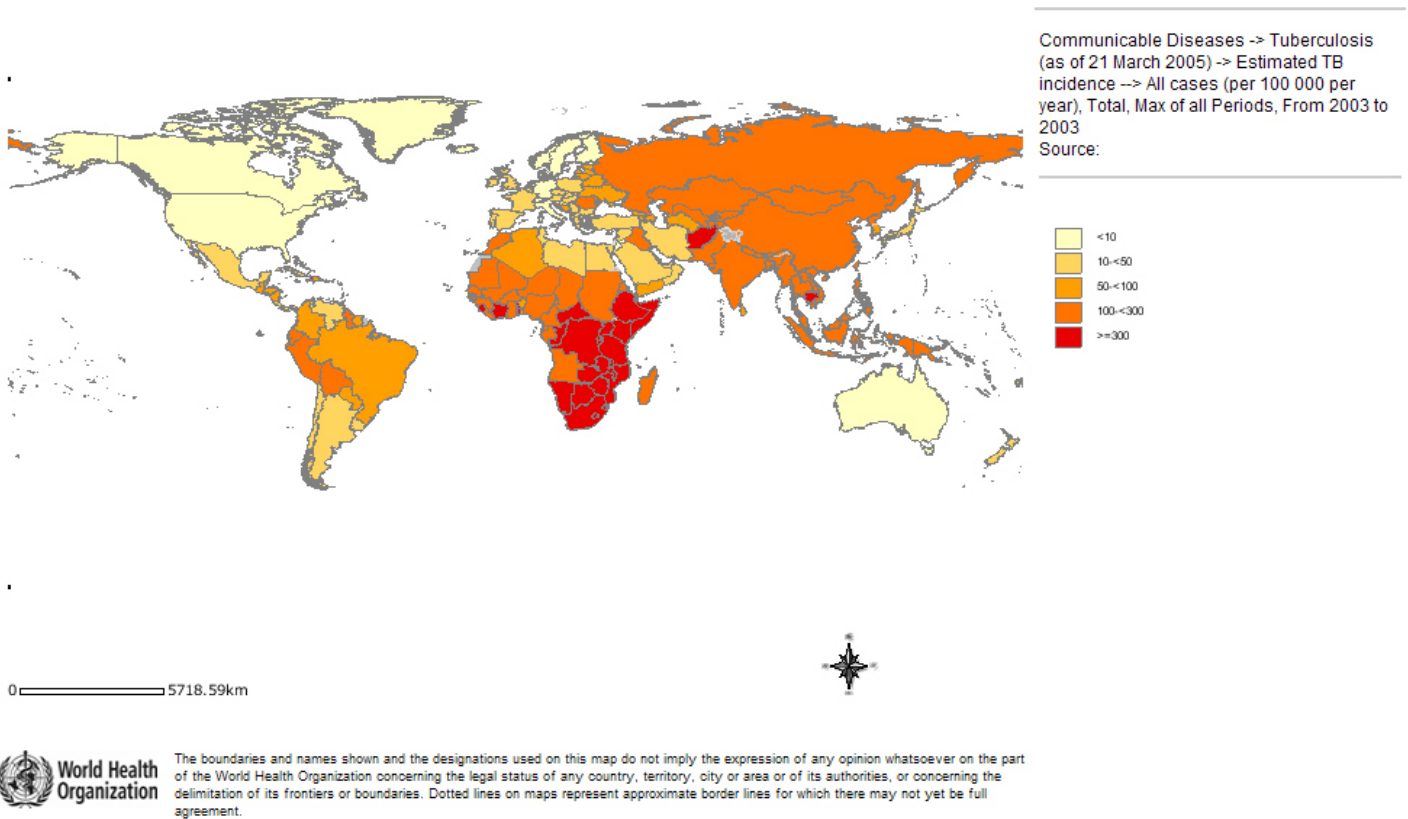 Communicable Diseases -> Tuberculosis
(as of 21 March 2005) -> Estimated TB
incidence --> All cases (per 100 000 per
year), Total, Max of all Periods, From 2003 to
2003
Source:
<10
10-<50
50-<100
100-<300
>=300
0 5718.59km
World Health
Organization
The boundaries and names shown and the designations used on this map do not imply the expression of any opinion whatsoever on the part
of the World Health Organization concerning the legal status of any country, territory, city or area or of its authorities, or concerning the
delimitation of its frontiers or boundaries. Dotted lines on maps represent approximate border lines for which there may not yet be full
agreement.